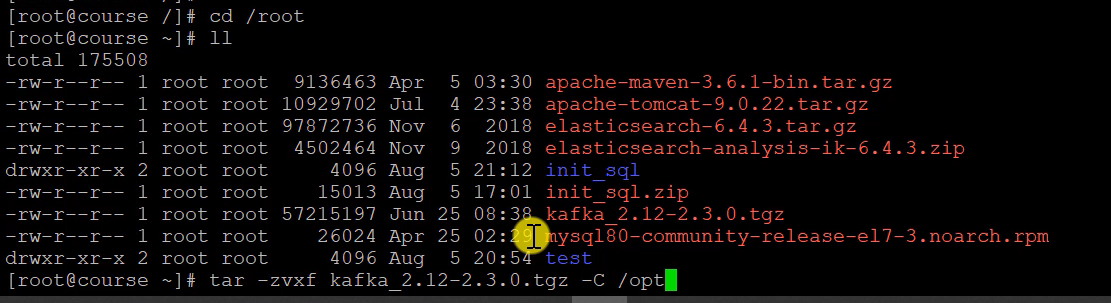 [root@course /]# cd /root
[root@course ~]# ll
total 175508
-rw-r--r-- 1 root root  9136463 Apr  5 03:30 apache-maven-3.6.1-bin.tar.gz
-rw-r--r-- 1 root root 10929702 Jul  4 23:38 apache-tomcat-9.0.22.tar.gz
-rw-r--r-- 1 root root 97872736 Nov  6  2018 elasticsearch-6.4.3.tar.gz
-rw-r--r-- 1 root root  4502464 Nov  9  2018 elasticsearch-analysis-ik-6.4.3.zip
drwxr-xr-x 2 root root     4096 Aug  5 21:12 init_sql
-rw-r--r-- 1 root root    15013 Aug  5 17:01 init_sql.zip
-rw-r--r-- 1 root root 57215197 Jun 25 08:38 kafka_2.12-2.3.0.tgz
-rw-r--r-- 1 root root    26024 Apr 25 02:29 mysql80-community-release-el7-3.noarch.rpm
drwxr-xr-x 2 root root     4096 Aug  5 20:54 test
[root@course ~]# tar -zvxf kafka_2.12-2.3.0.tgz -C /opt